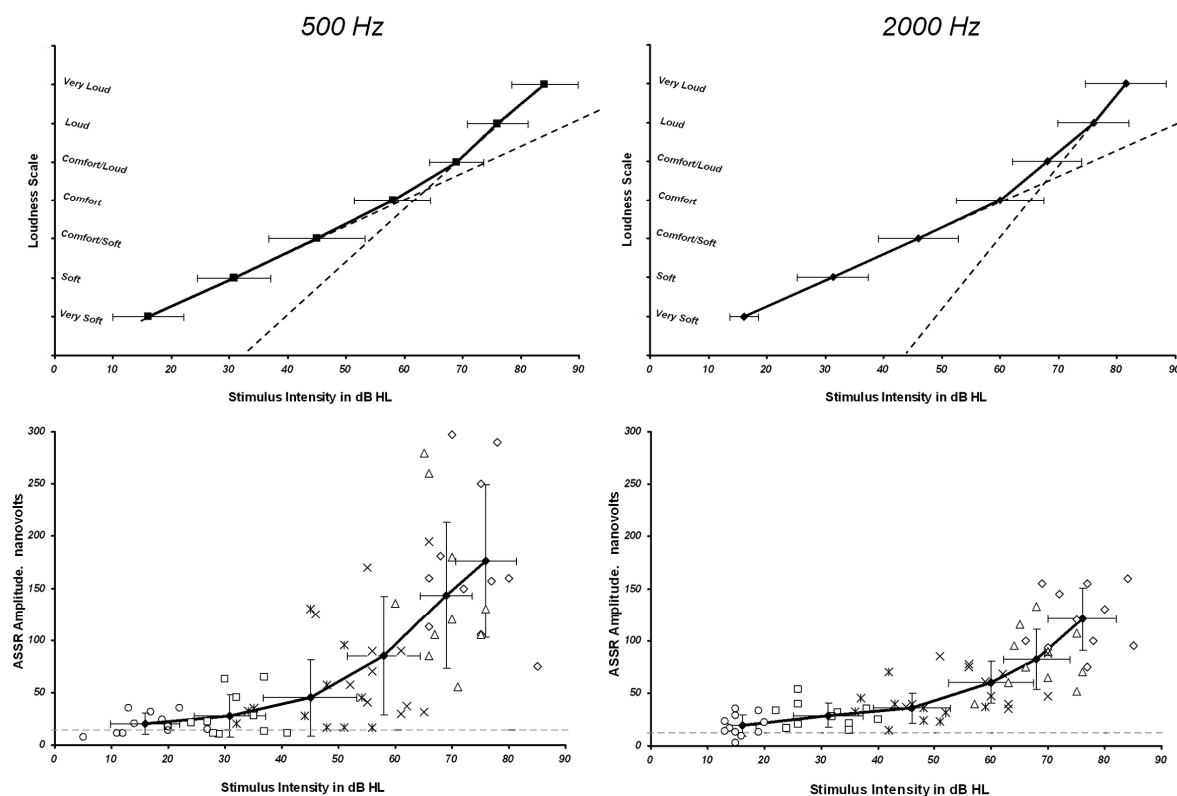 500 Hz
2000 Hz
Loudness Scale
Very Loud
Loud
Comfort/Loud
Comfort
Comfort/Soft
Soft
Very Soft
0 10 20 30 40 50 60 70 80 90
Stimulus Intensity in dB HL
Loudness Scale
Very Loud
Loud
Comfort/Loud
Comfort
Comfort/Soft
Soft
Very Soft
0 10 20 30 40 50 60 70 80 90
Stimulus Intensity in dB HL
ASSR Amplitude. nanovolts
300
250
200
150
100
50
0
0 10 20 30 40 50 60 70 80 90
Stimulus Intensity in dB HL
ASSR Amplitude. nanovolts
300
250
200
150
100
50
0
0 10 20 30 40 50 60 70 80 90
Stimulus Intensity in dB HL